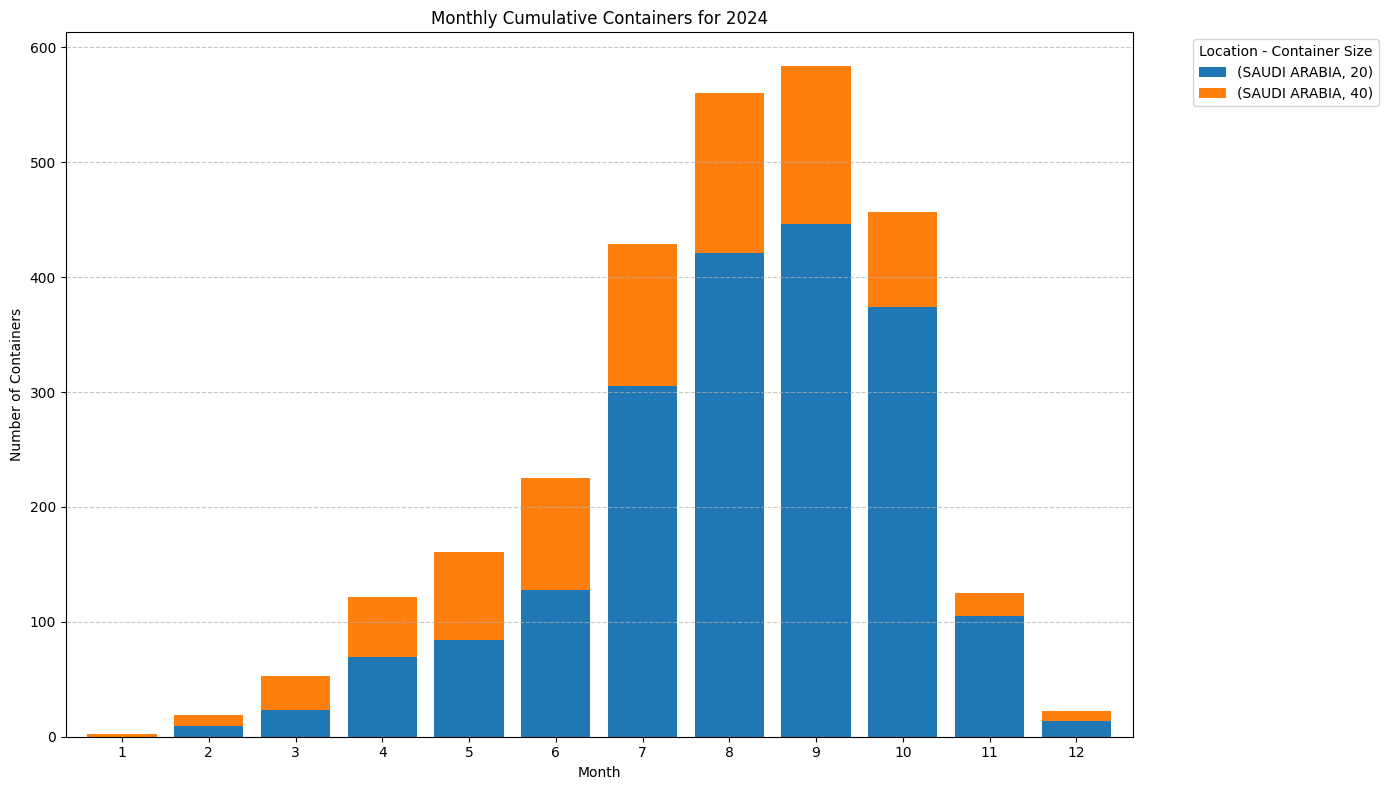 Monthly Cumulative Containers for 2024
Location - Container Size
(SAUDI ARABIA, 20)
(SAUDI ARABIA, 40)
Number of Containers
600
500
400
300
200
100
0
1 2 3 4 5 6 7 8 9 10 11 12
Month